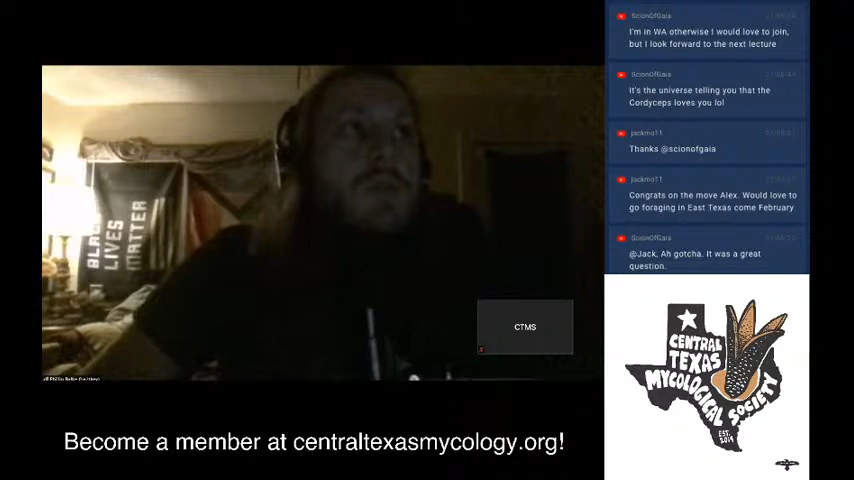 ScionOfGaia
I'm in WA otherwise I would love to join,
but I look forward to the next lecture
ScionOfGaia
it's the universe telling you that the
Cordyceps loves you lol
jackmo11
Thanks @scionofgaia
jackmo11
Congrats on the move Alex. Would love to
go foraging in East Texas come February
ScionOfGaia
@Jack, Ah gotcha. It was a great
question.
BLACK
LIVES
MATTER
CTMS
CENTRAL
TEXAS
MYCOLOGICAL
SOCIETY
EST.
2019
Become a member at centraltexasmycology.org!